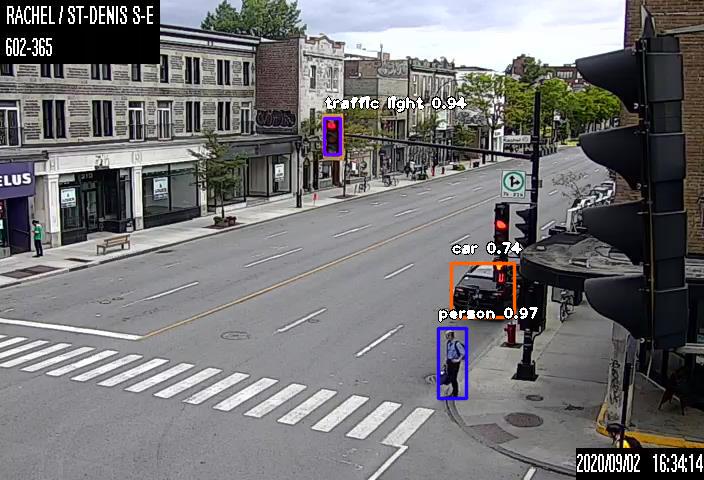 RACHEL / ST-DENIS S-E
602-365
traffic light 0.94
ELUS
car 0.74
person 0.97
2020/09/02 16:34:14